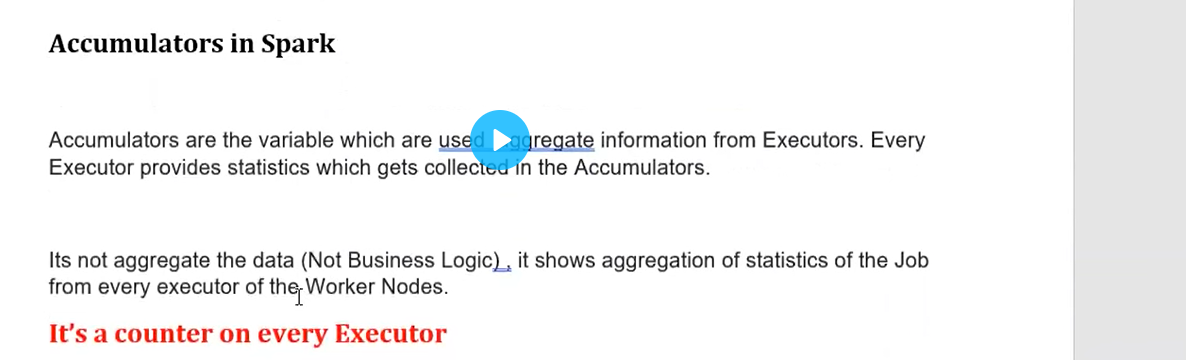 Accumulators in Spark
Accumulators are the variable which are used aggregate information from Executors. Every
Executor provides statistics which gets collected in the Accumulators.
Its not aggregate the data (Not Business Logic) , it shows aggregation of statistics of the Job
from every executor of the Worker Nodes.
It’s a counter on every Executor